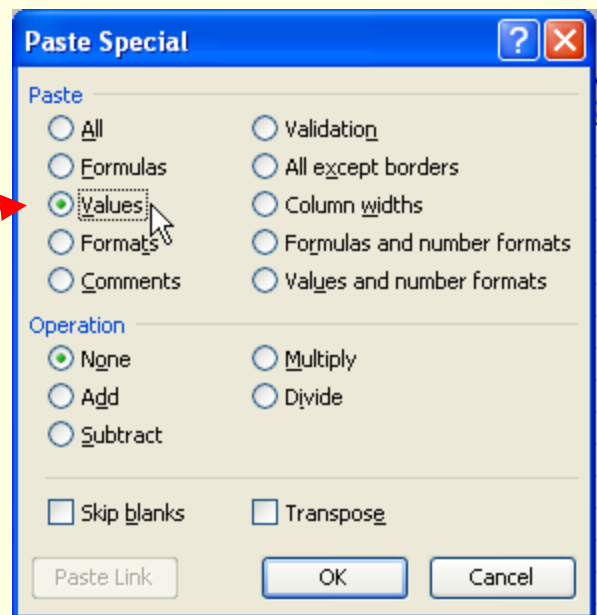 Paste Special
Paste
All
Validation
Formulas
All except borders
Values
Column widths
Formats
Formulas and number formats
Comments
Values and number formats
Operation
None
Multiply
Add
Divide
Subtract
Skip blanks
Transpose
Paste Link
OK
Cancel